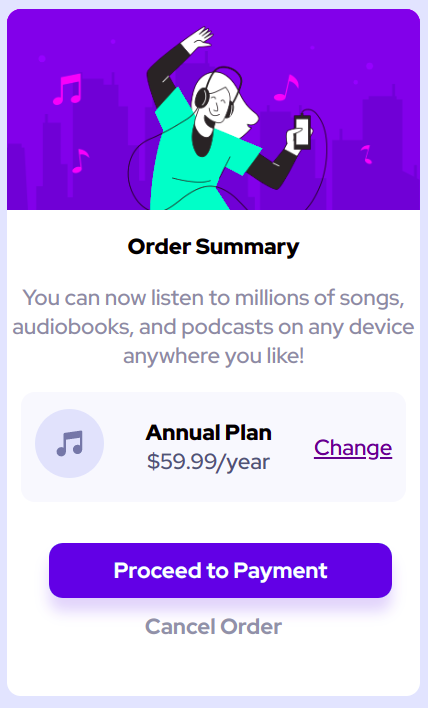 Order Summary
You can now listen to millions of songs,
audiobooks, and podcasts on any device
anywhere you like!
Annual Plan
$59.99/year
Change
Proceed to Payment
Cancel Order